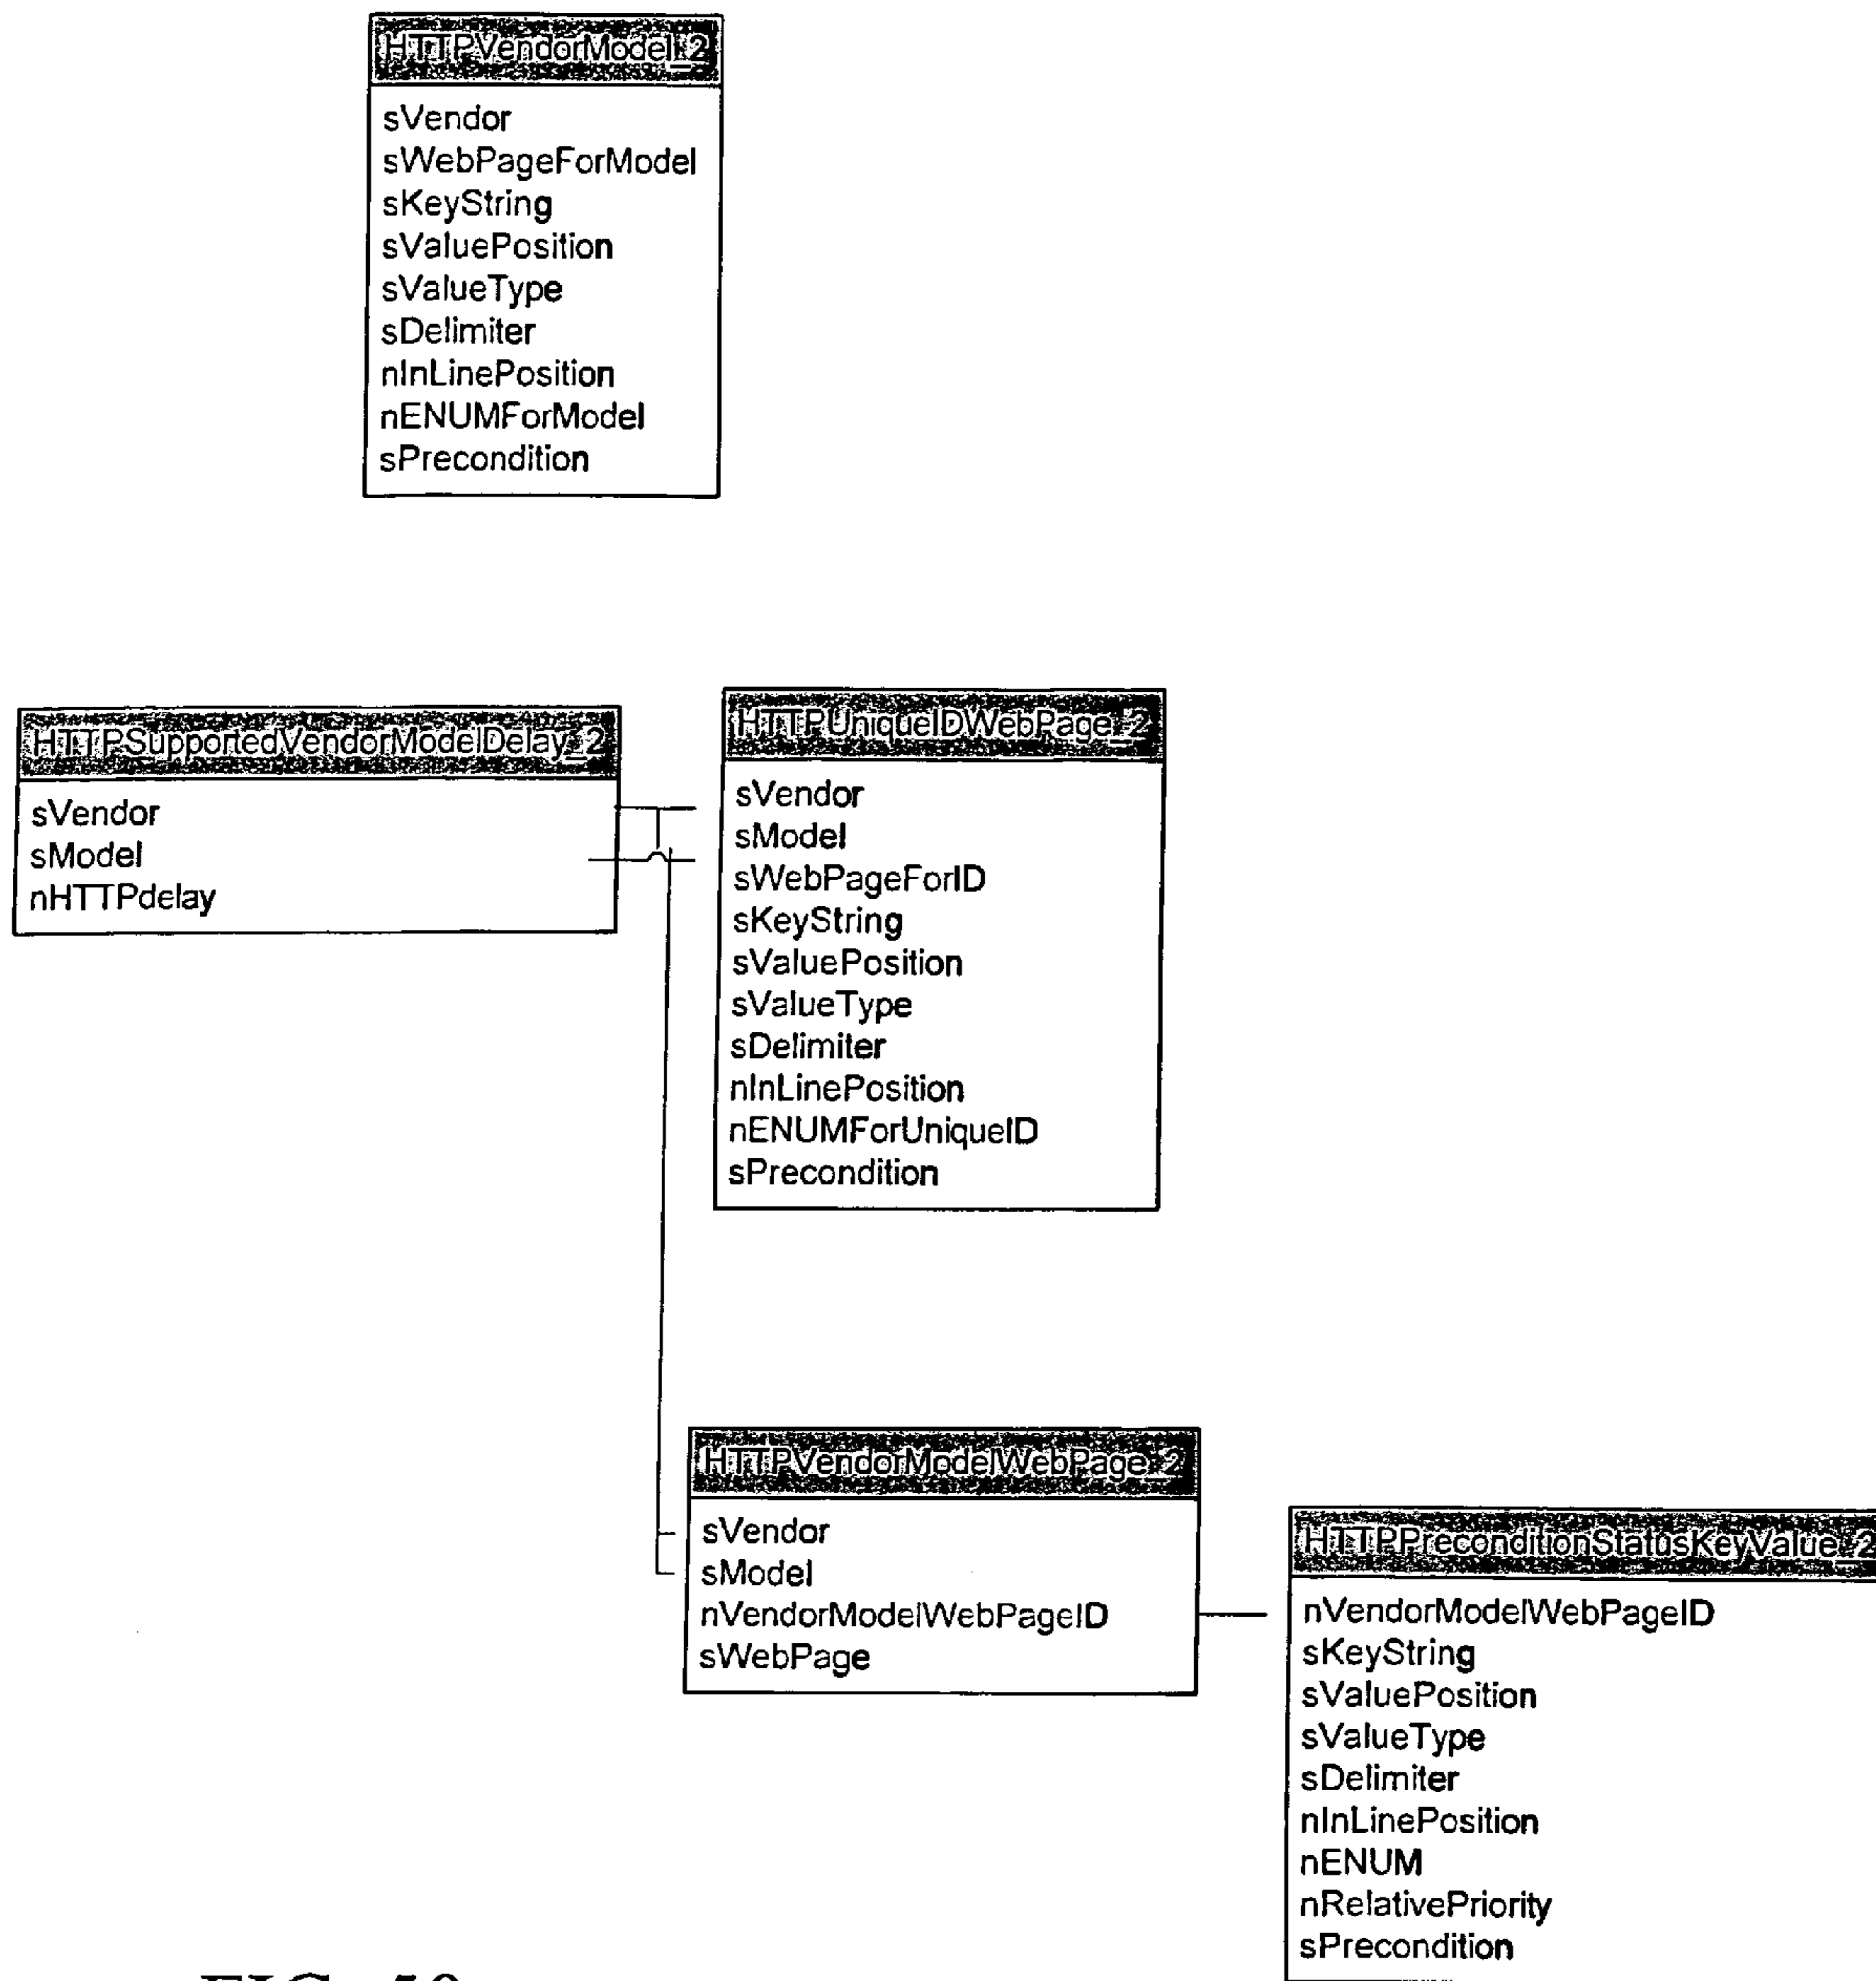 HTTPVendorModel_2
sVendor
sWebPageForModel
sKeyString
sValuePosition
sValueType
sDelimiter
nInLinePosition
nENUMForModel
sPrecondition
HTTPSupportedVendorModelDelay_2
sVendor
sModel
nHTTPdelay
HTTPUniqueIDWebPage_2
sVendor
sModel
sWebPageForID
sKeyString
sValuePosition
sValueType
sDelimiter
nInLinePosition
nENUMForUniqueID
sPrecondition
HTTPVendorModelWebPage_2
sVendor
sModel
nVendorModelWebPageID
sWebPage
HTTPPreconditionStatusKeyValue_2
nVendorModelWebPageID
sKeyString
sValuePosition
sValueType
sDelimiter
nInLinePosition
nENUM
nRelativePriority
sPrecondition